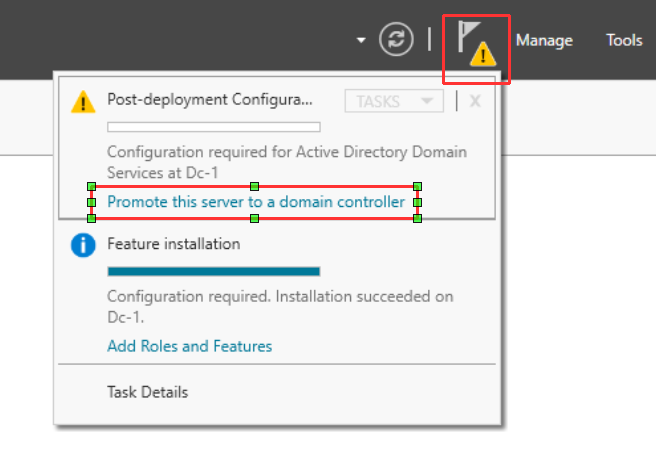 Manage Tools
Post-deployment Configura...
TASKS
X
Configuration required for Active Directory Domain
Services at Dc-1
Promote this server to a domain controller
Feature installation
Configuration required. Installation succeeded on
Dc-1.
Add Roles and Features
Task Details